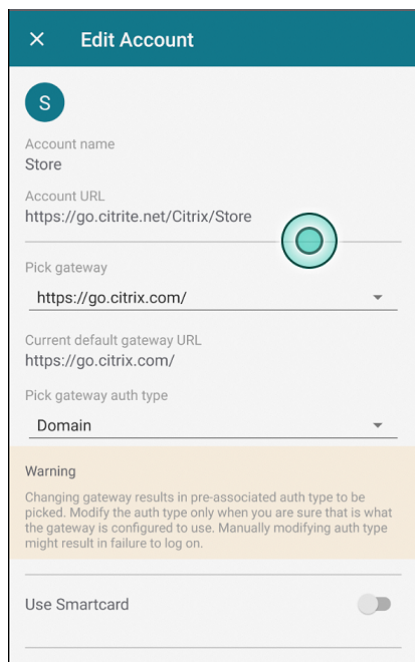 Edit Account
S
Account name
Store
Account URL
https://go.citrite.net/Citrix/Store
Pick gateway
https://go.citrix.com/
Current default gateway URL
https://go.citrix.com/
Pick gateway auth type
Domain
Warning
Changing gateway results in pre-associated auth type to be
picked. Modify the auth type only when you are sure that is what
the gateway is configured to use. Manually modifying auth type
might result in failure to log on.
Use Smartcard